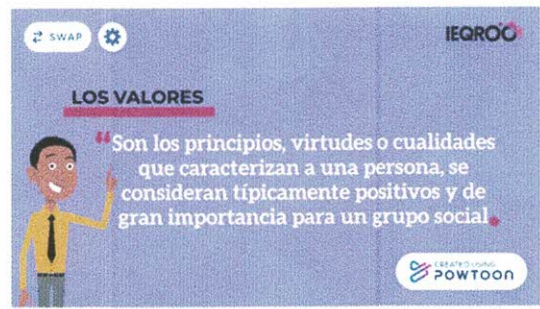 SWAP
IEQROO
LOS VALORES
“Son los principios, virtudes o cualidades
que caracterizan a una persona, se
consideran típicamente positivos y de
gran importancia para un grupo social
CREATED USING
POWTOON